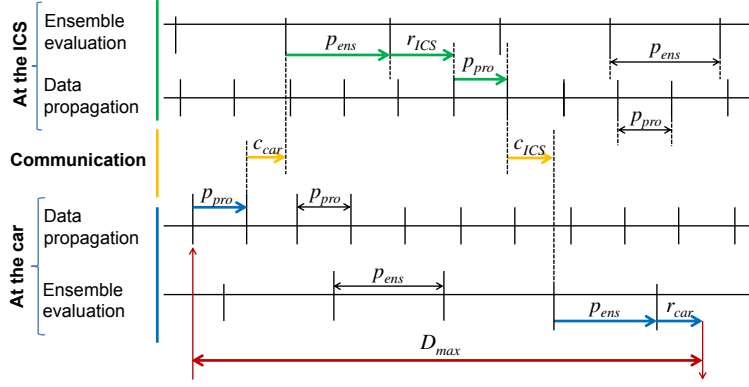 At the ICS
Ensemble
evaluation
p_ens
r_ICS
p_ens
Data
propagation
p_pro
p_pro
Communication
c_car
c_ICS
At the car
Data
propagation
p_pro
p_pro
Ensemble
evaluation
p_ens
p_ens
r_car
D_max